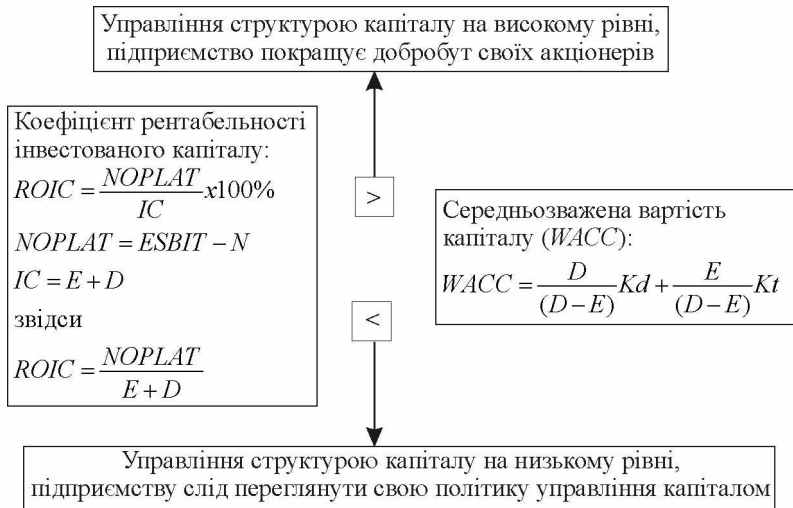 Управління структурою капіталу на високому рівні,
підприємство покращує добробут своїх акціонерів
Коефіцієнт рентабельності
інвестованого капіталу:
ROIC = NOPLAT / IC x100%
NOPLAT = ESBIT – N
IC = E + D
звідси
ROIC = NOPLAT / E + D
>
<
Середньозважена вартість
капіталу (WACC):
WACC = D / (D – E) Kd + E / (D – E) Kt
Управління структурою капіталу на низькому рівні,
підприємству слід переглянути свою політику управління капіталом